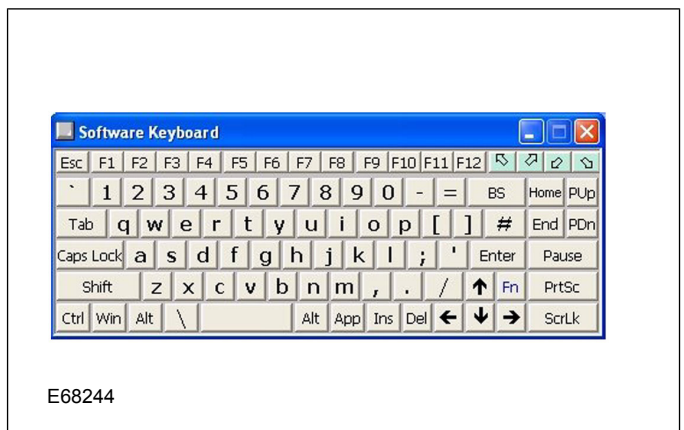 Software Keyboard
Esc F1 F2 F3 F4 F5 F6 F7 F8 F9 F10 F11 F12
` 1 2 3 4 5 6 7 8 9 0 - = BS Home PUp
Tab q w e r t y u i o p [ ] # End PDn
Caps Lock a s d f g h j k l ; ' Enter Pause
Shift z x c v b n m , . / ↑ Fn PrtSc
Ctrl Win Alt \ Alt App Ins Del ← ↓ → ScrLk
E68244